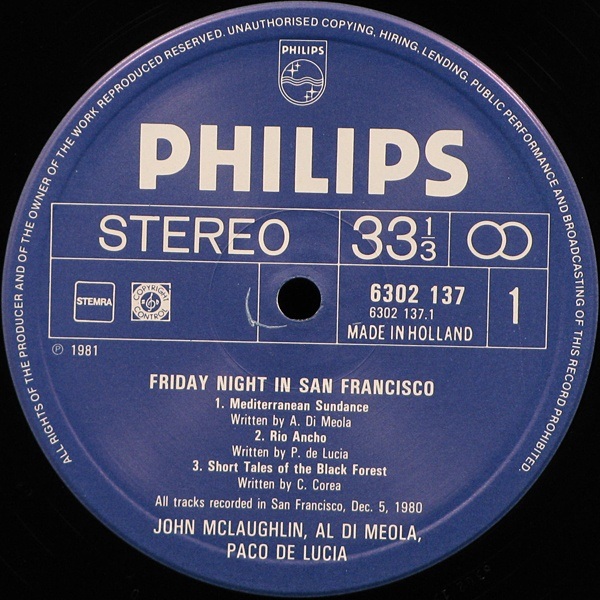 ALL RIGHTS OF THE PRODUCER AND OF THE OWNER OF THE WORK REPRODUCED RESERVED. UNAUTHORISED COPYING, HIRING, LENDING, PUBLIC PERFORMANCE AND BROADCASTING OF THIS RECORD PROHIBITED.
PHILIPS
PHILIPS
STEREO 33 1/3
STEMRA
COPYRIGHT CONTROL
6302 137
6302 137.1
1
MADE IN HOLLAND
℗ 1981
FRIDAY NIGHT IN SAN FRANCISCO
1. Mediterranean Sundance
Written by A. Di Meola
2. Rio Ancho
Written by P. de Lucia
3. Short Tales of the Black Forest
Written by C. Corea
All tracks recorded in San Francisco, Dec. 5, 1980
JOHN MCLAUGHLIN, AL DI MEOLA,
PACO DE LUCIA